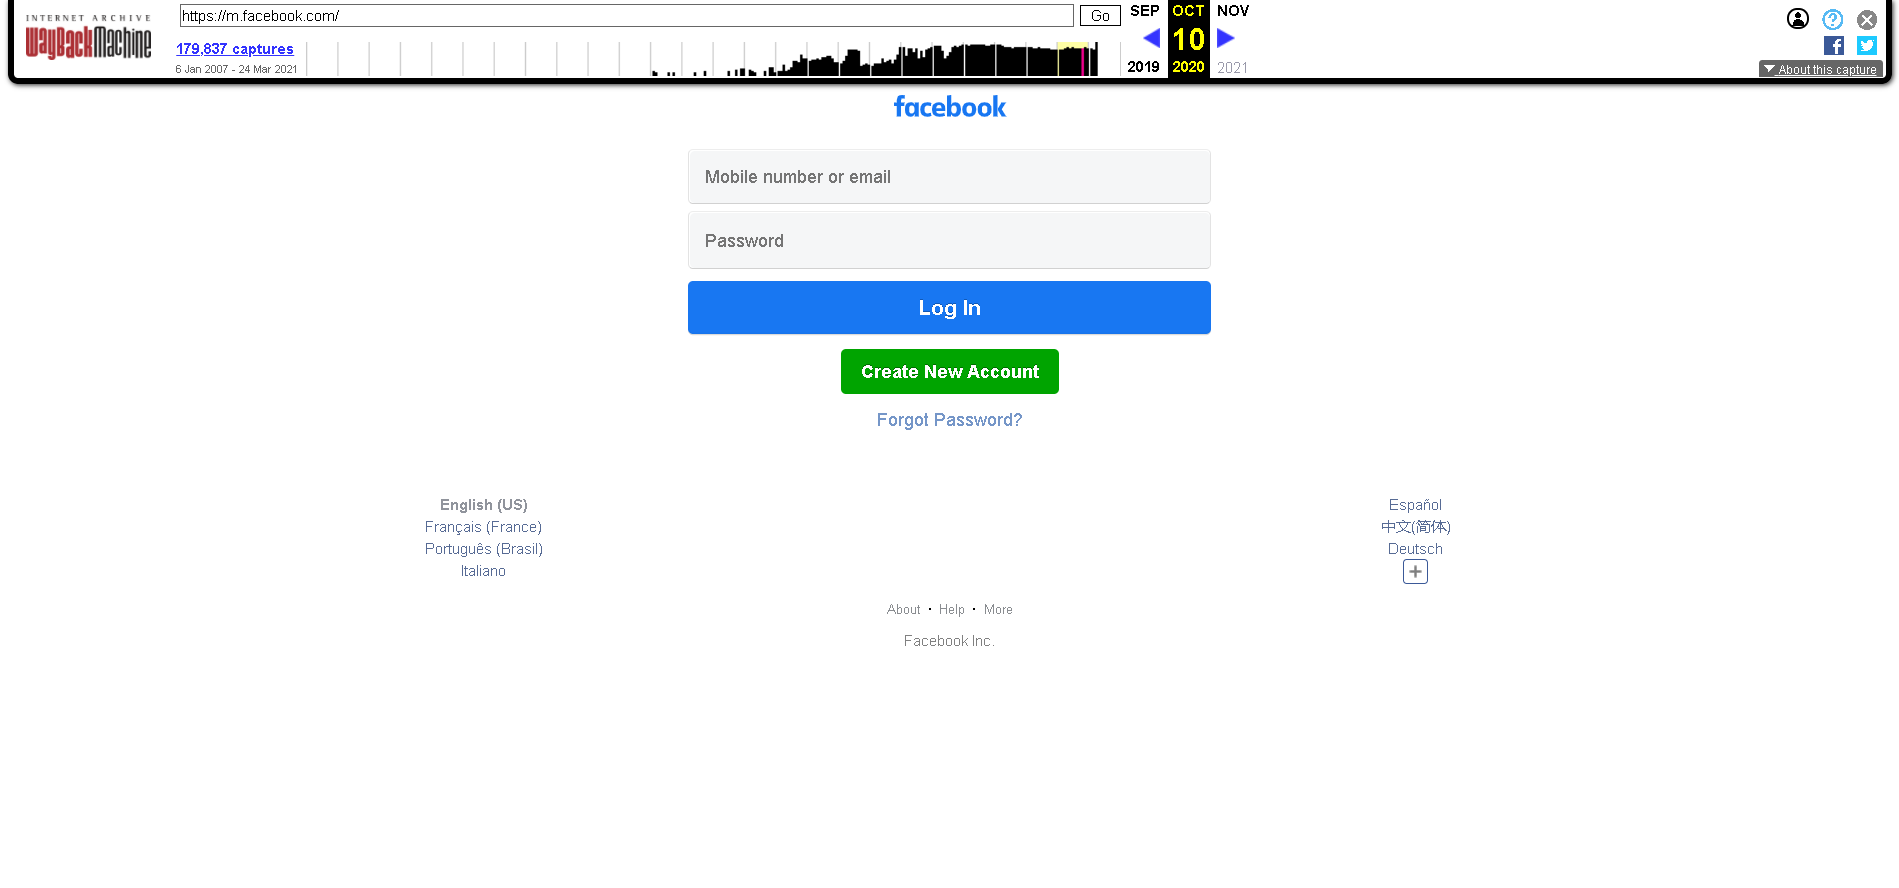 INTERNET ARCHIVE
WayBackMachine
https://m.facebook.com/
Go
179,837 captures
6 Jan 2007 - 24 Mar 2021
SEP OCT NOV
10
2019 2020 2021
About this capture
facebook
Mobile number or email
Password
Log In
Create New Account
Forgot Password?
English (US)
Français (France)
Português (Brasil)
Italiano
Español
中文(简体)
Deutsch
About · Help · More
Facebook Inc.